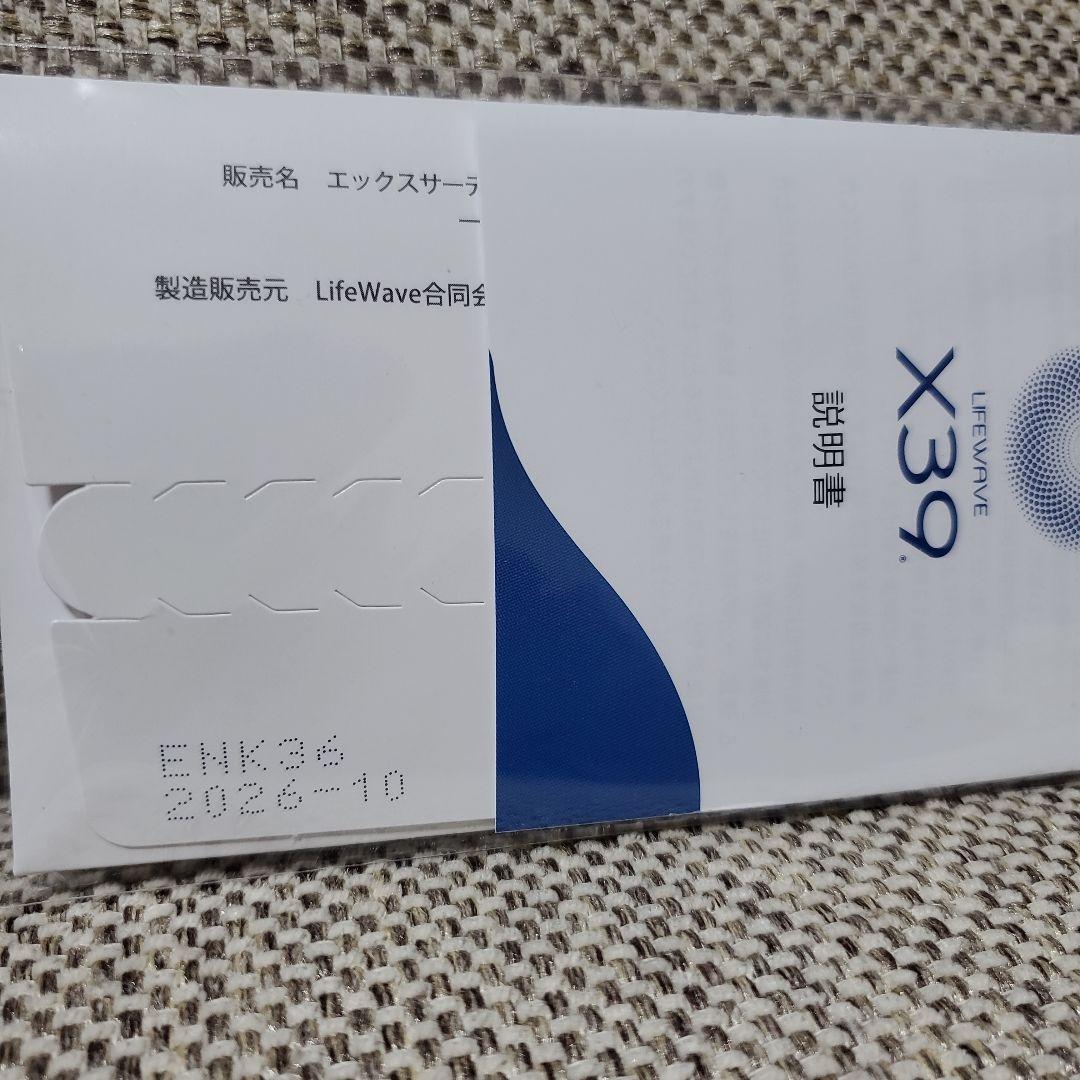 販売名 エックスサーテ
ー
製造販売元 LifeWave合同会
ENK36
2026-10
LIFEWAVE
X39®
説明書